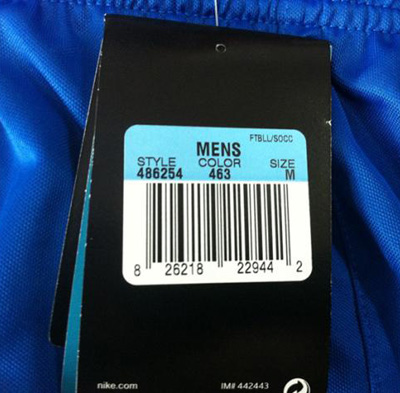 FTBLL/SOCC
MENS
STYLE COLOR SIZE
486254 463 M
8 26218 22944 2
nike.com IM# 442443